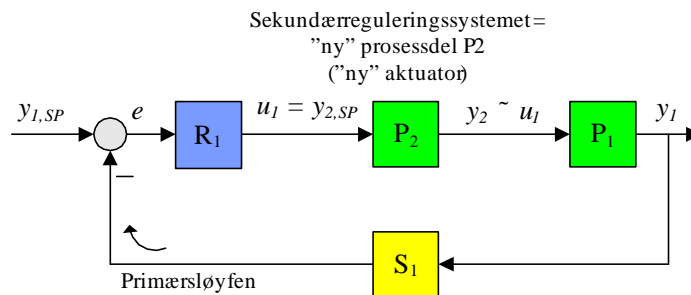 Sekundærreguleringssystemet =
”ny” prosessdel P2
(”ny” aktuator)
y1,SP
e
u1 = y2,SP
y2 ~ u1
y1
R1
P2
P1
–
S1
Primærsløyfen